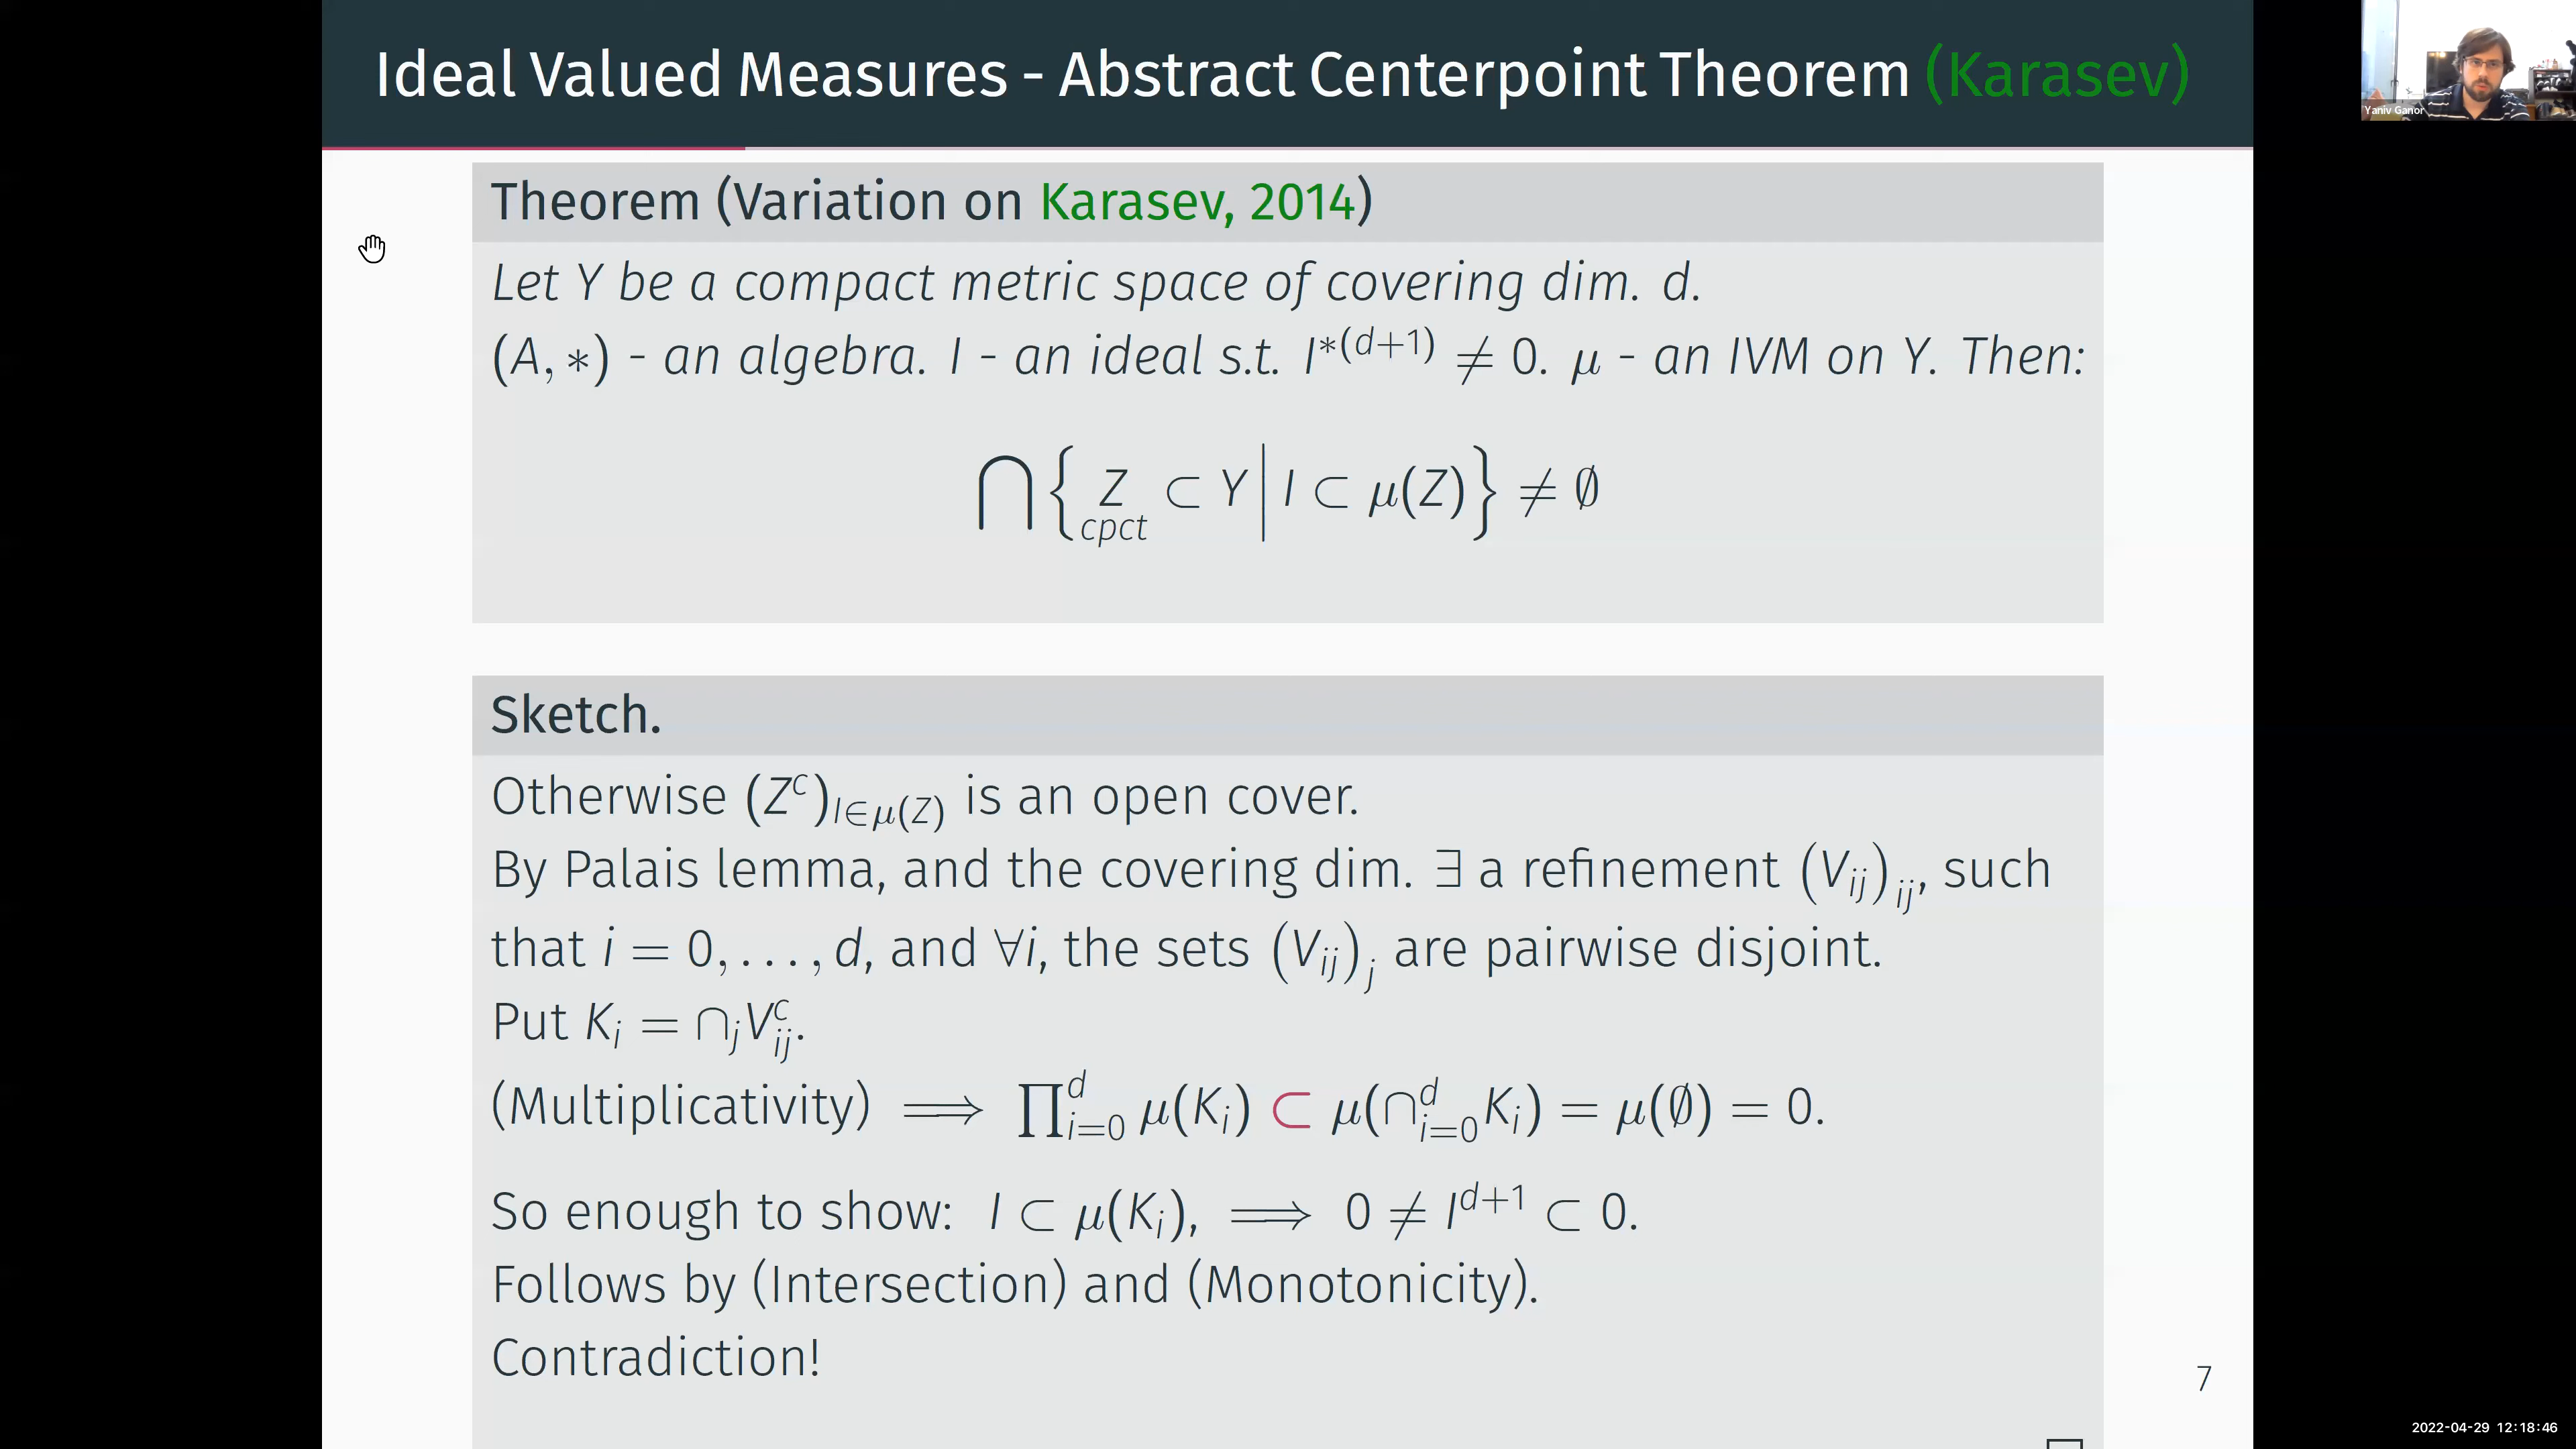 Ideal Valued Measures - Abstract Centerpoint Theorem (Karasev)
Yaniv Ganor
Theorem (Variation on Karasev, 2014)
Let Y be a compact metric space of covering dim. d.
(A, ∗) - an algebra. I - an ideal s.t. I^{∗(d+1)} ≠ 0. μ - an IVM on Y. Then:
⋂ { Z_{cpct} ⊂ Y | I ⊂ μ(Z) } ≠ ∅
Sketch.
Otherwise (Z^c)_{I∈μ(Z)} is an open cover.
By Palais lemma, and the covering dim. ∃ a refinement (V_{ij})_{ij}, such
that i = 0, . . . , d, and ∀i, the sets (V_{ij})_j are pairwise disjoint.
Put K_i = ∩_j V_{ij}^c.
(Multiplicativity) ⟹ ∏_{i=0}^d μ(K_i) ⊂ μ(∩_{i=0}^d K_i) = μ(∅) = 0.
So enough to show: I ⊂ μ(K_i), ⟹ 0 ≠ I^{d+1} ⊂ 0.
Follows by (Intersection) and (Monotonicity).
Contradiction!
7
2022-04-29 12:18:46